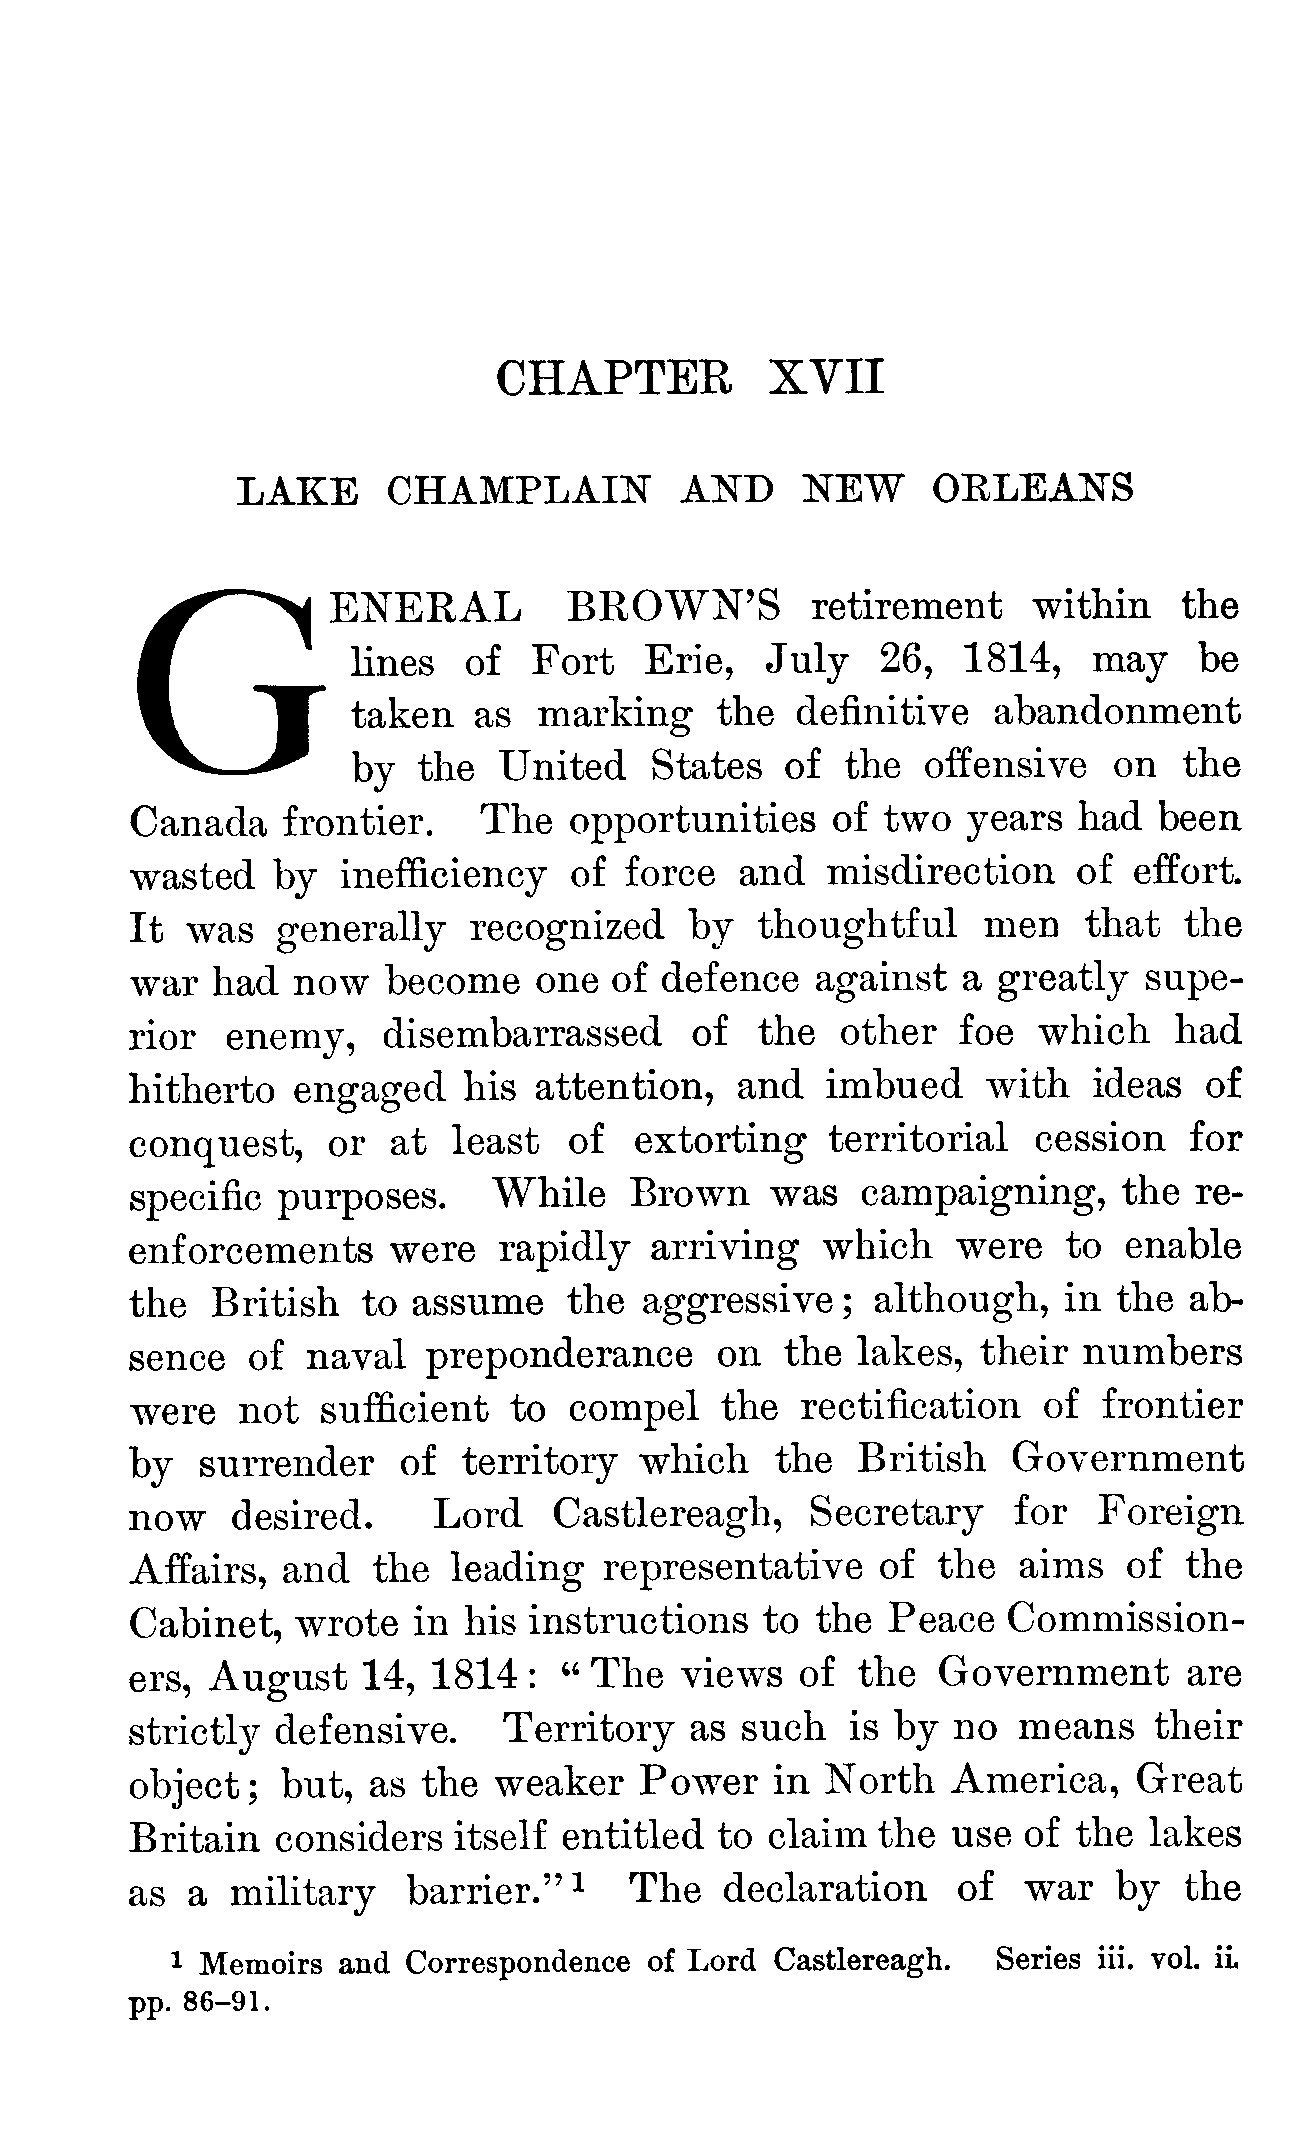 CHAPTER XVII
LAKE CHAMPLAIN AND NEW ORLEANS
GENERAL BROWN'S retirement within the
lines of Fort Erie, July 26, 1814, may be
taken as marking the definitive abandonment
by the United States of the offensive on the
Canada frontier. The opportunities of two years had been
wasted by inefficiency of force and misdirection of effort.
It was generally recognized by thoughtful men that the
war had now become one of defence against a greatly supe-
rior enemy, disembarrassed of the other foe which had
hitherto engaged his attention, and imbued with ideas of
conquest, or at least of extorting territorial cession for
specific purposes. While Brown was campaigning, the re-
enforcements were rapidly arriving which were to enable
the British to assume the aggressive; although, in the ab-
sence of naval preponderance on the lakes, their numbers
were not sufficient to compel the rectification of frontier
by surrender of territory which the British Government
now desired. Lord Castlereagh, Secretary for Foreign
Affairs, and the leading representative of the aims of the
Cabinet, wrote in his instructions to the Peace Commission-
ers, August 14, 1814: "The views of the Government are
strictly defensive. Territory as such is by no means their
object; but, as the weaker Power in North America, Great
Britain considers itself entitled to claim the use of the lakes
as a military barrier."1 The declaration of war by the
1 Memoirs and Correspondence of Lord Castlereagh. Series iii. vol. ii.
pp. 86–91.